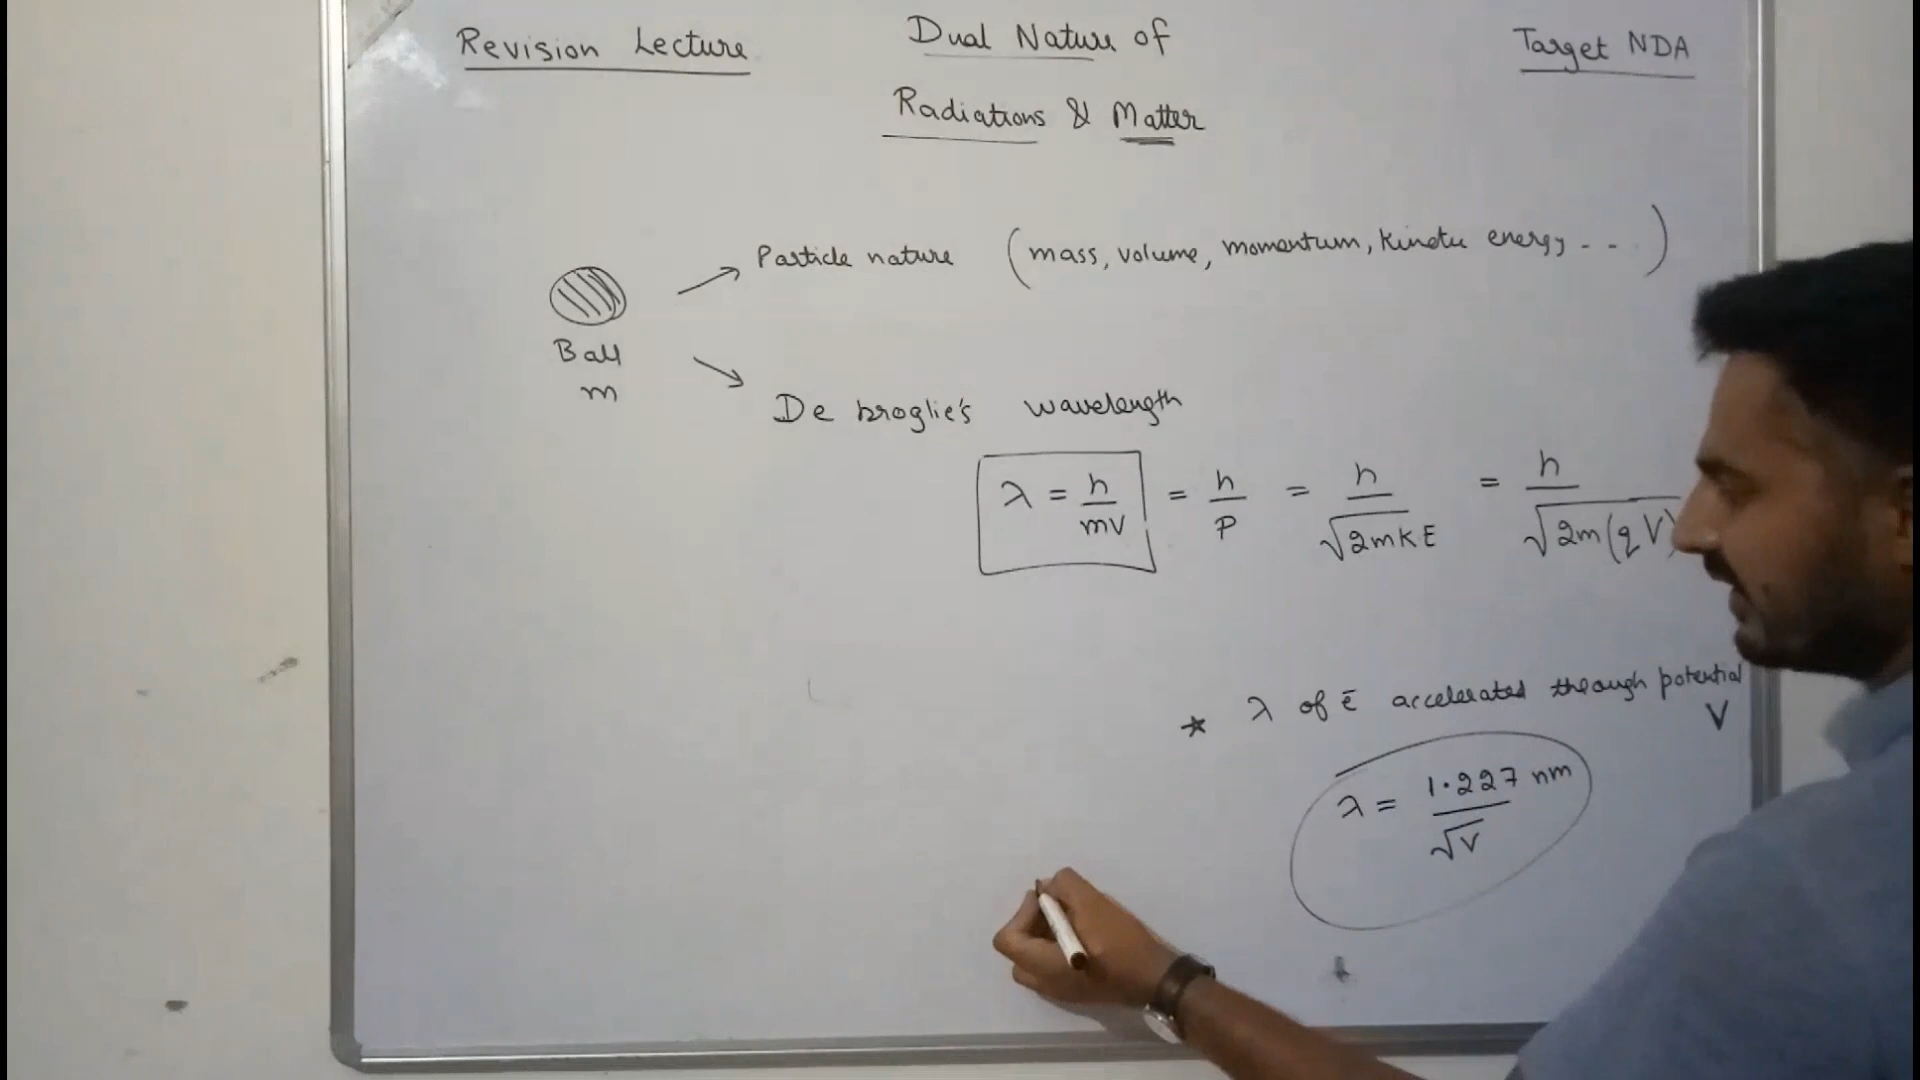 Revision Lecture
Dual Nature of
Radiations & Matter
Target NDA
Particle nature (mass, volume, momentum, kinetic energy - - )
Ball
m
De broglie's wavelength
λ = h/mv = h/p = h/√2mKE = h/√2m(qV)
★ λ of ē accelerated through potential
V
λ = 1.227 nm/√V